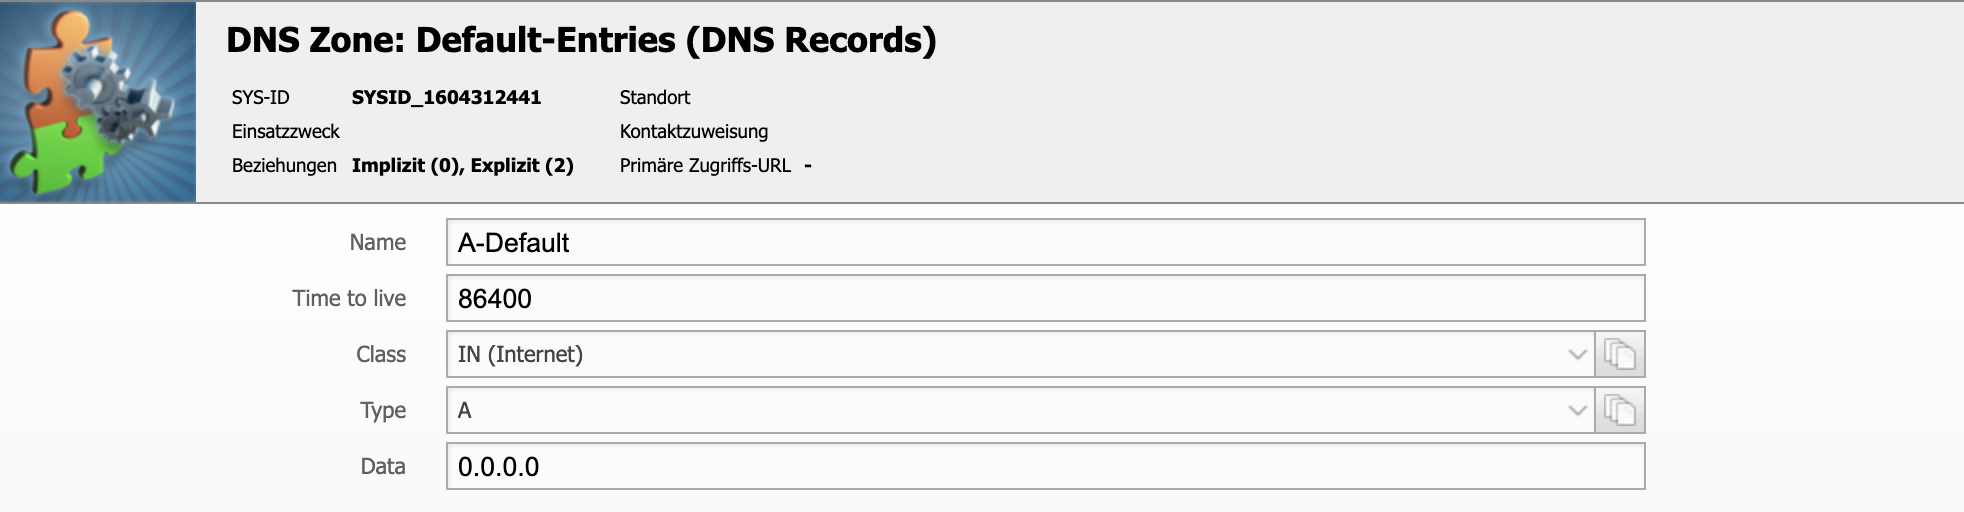 DNS Zone: Default-Entries (DNS Records)
SYS-ID SYSID_1604312441 Standort
Einsatzzweck Kontaktzuweisung
Beziehungen Implizit (0), Explizit (2) Primäre Zugriffs-URL -
Name A-Default
Time to live 86400
Class IN (Internet)
Type A
Data 0.0.0.0